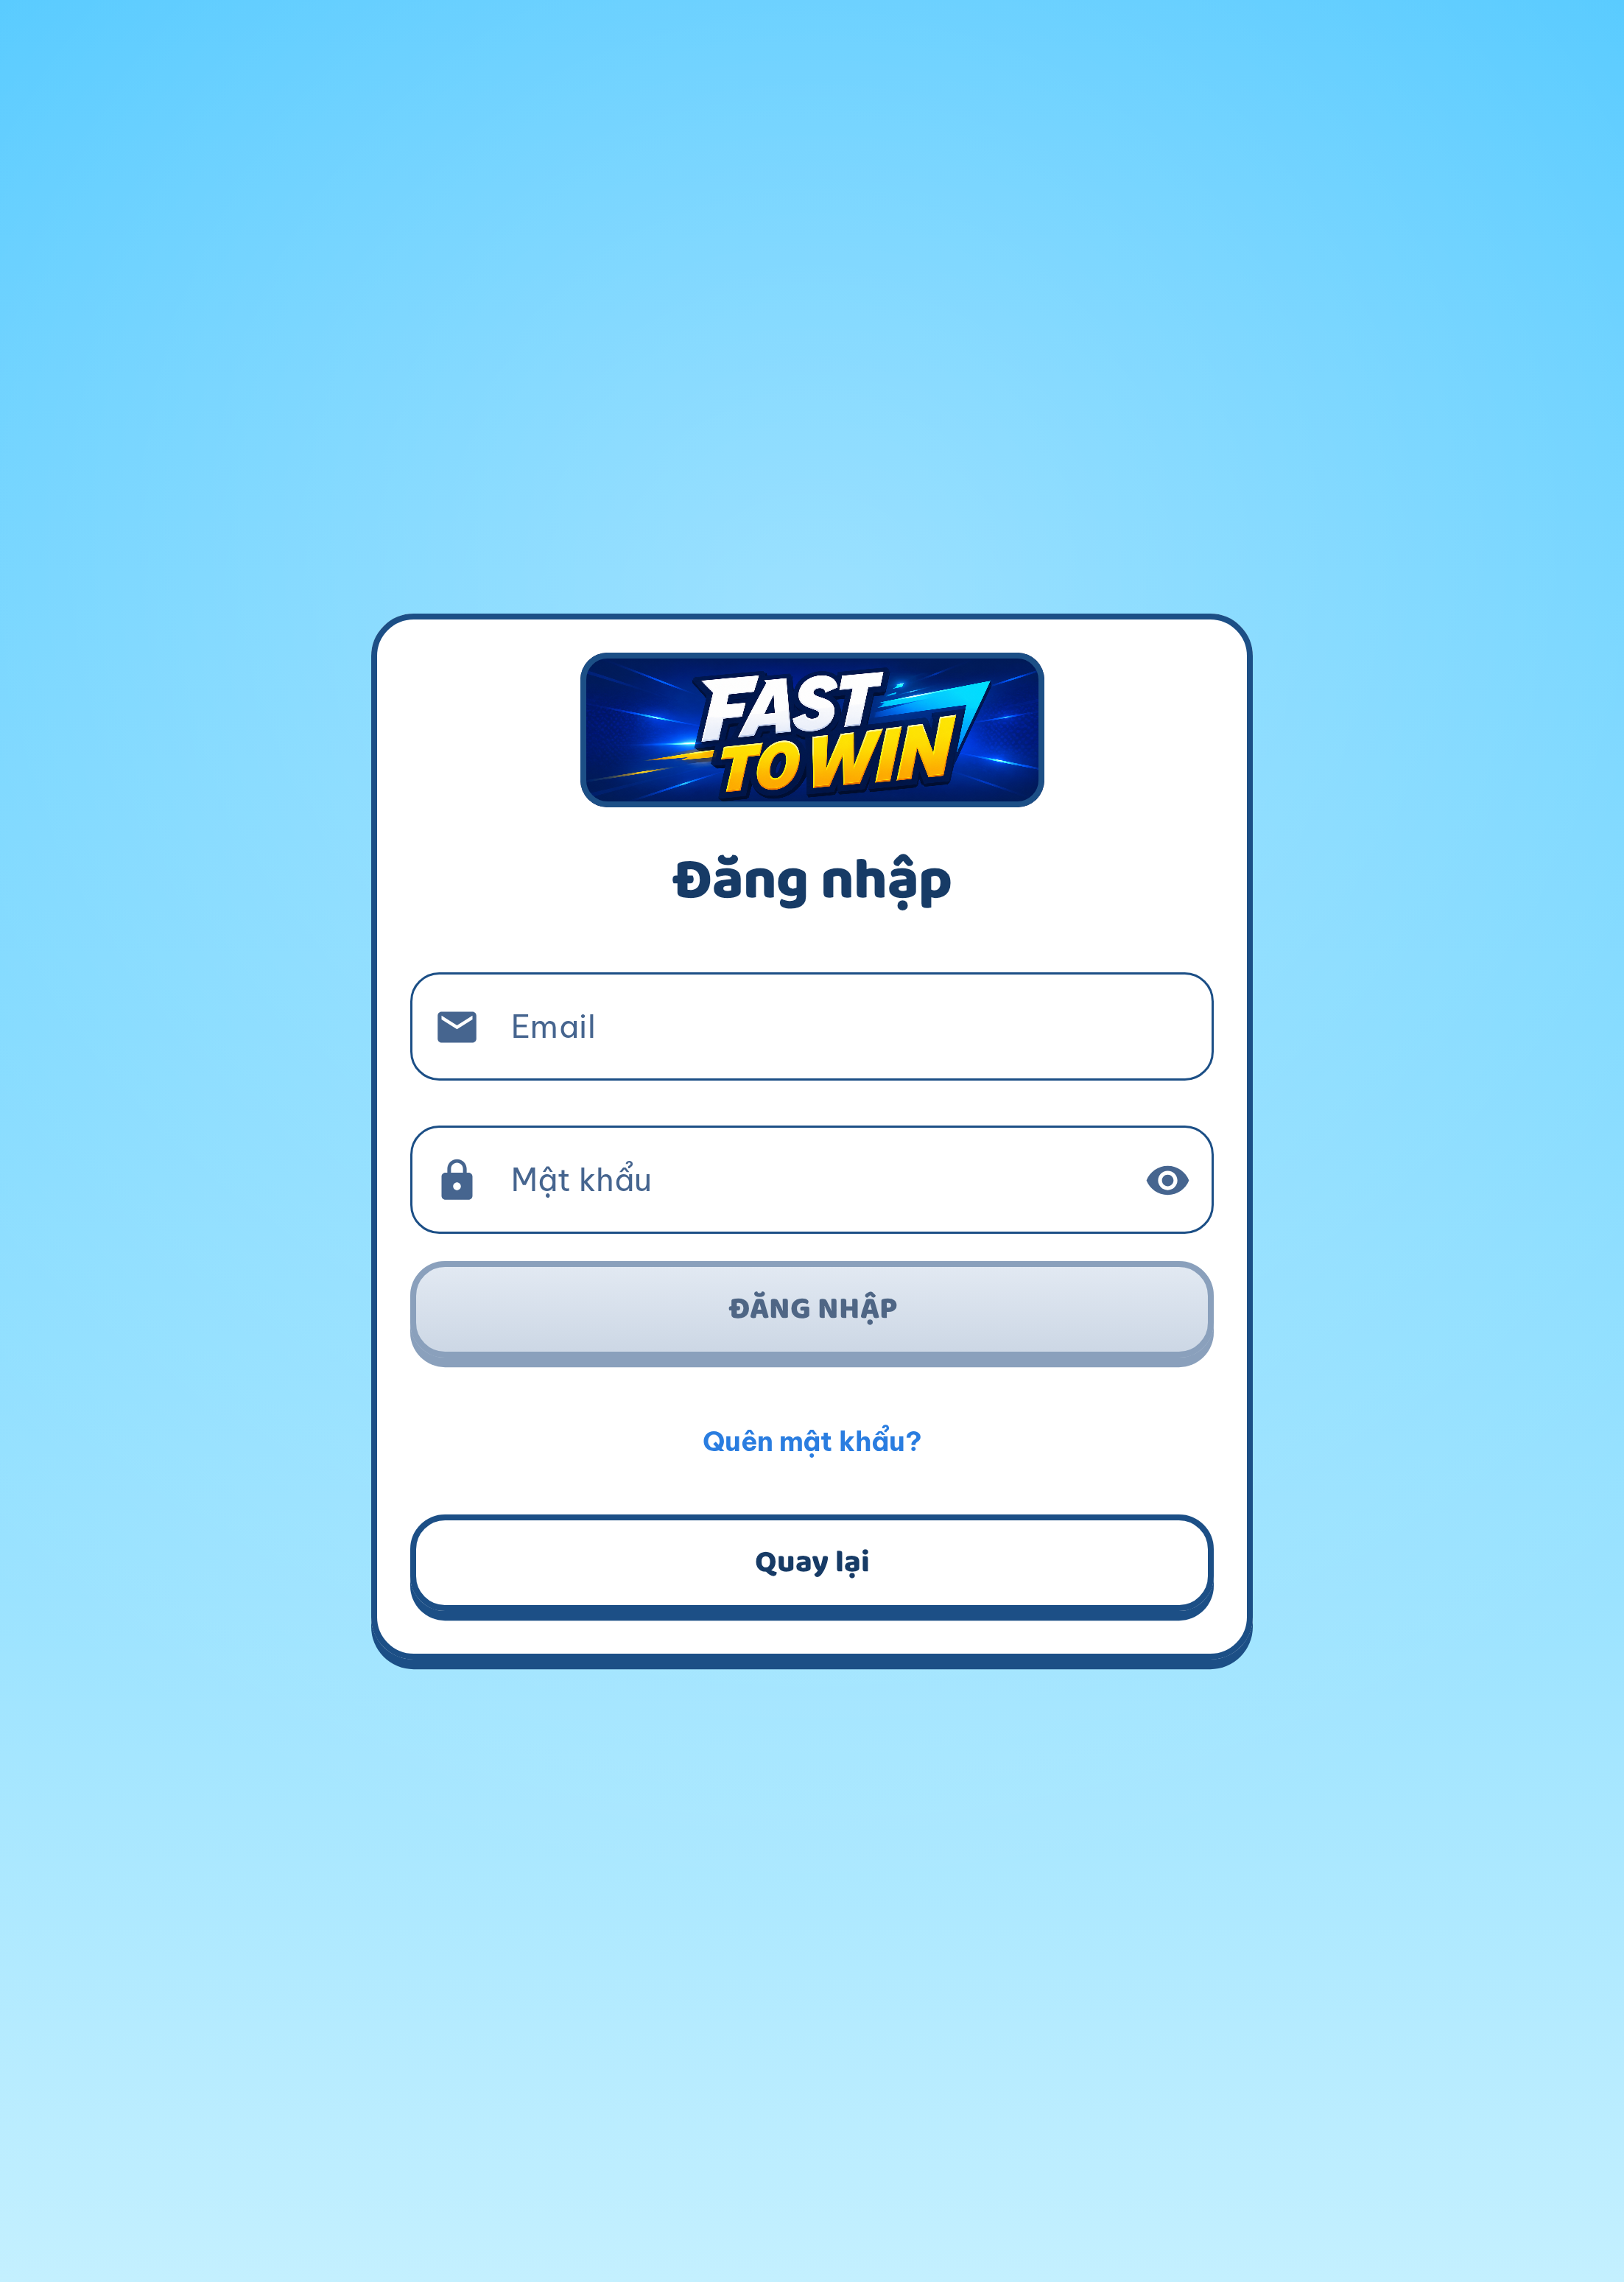 FAST
TO WIN
Đăng nhập
Email
Mật khẩu
ĐĂNG NHẬP
Quên mật khẩu?
Quay lại